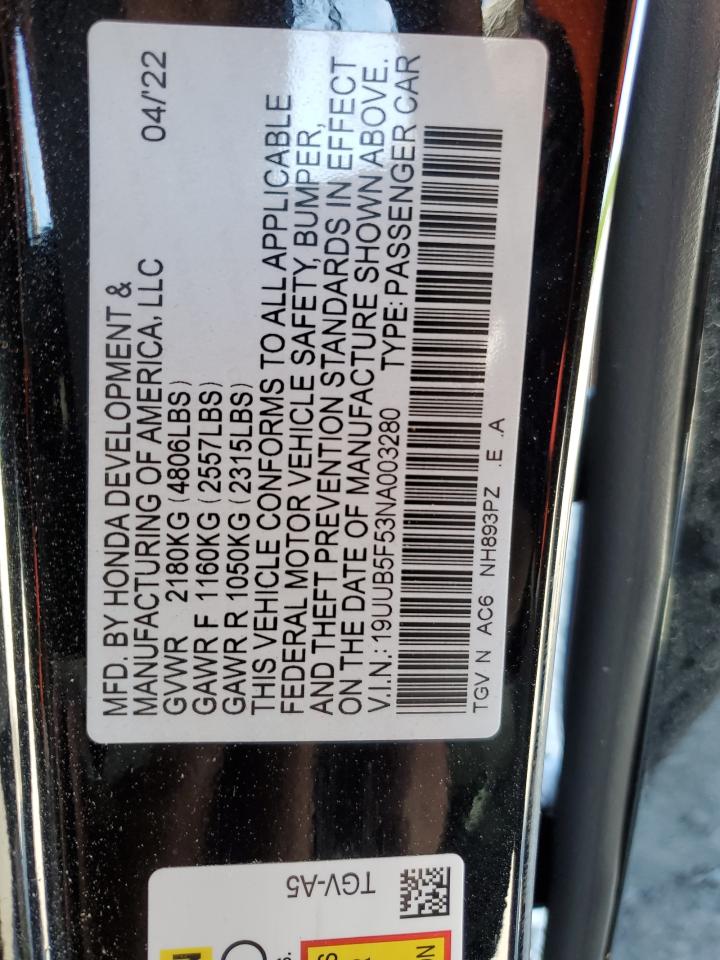 MFD. BY HONDA DEVELOPMENT &
MANUFACTURING OF AMERICA, LLC 04/'22
GVWR 2180KG (4806LBS)
GAWR F 1160KG (2557LBS)
GAWR R 1050KG (2315LBS)
THIS VEHICLE CONFORMS TO ALL APPLICABLE
FEDERAL MOTOR VEHICLE SAFETY, BUMPER,
AND THEFT PREVENTION STANDARDS IN EFFECT
ON THE DATE OF MANUFACTURE SHOWN ABOVE.
V.I.N.: 19UUB5F53NA003280 TYPE: PASSENGER CAR
TGV N AC6 NH893PZ .E .A
TGV-A5